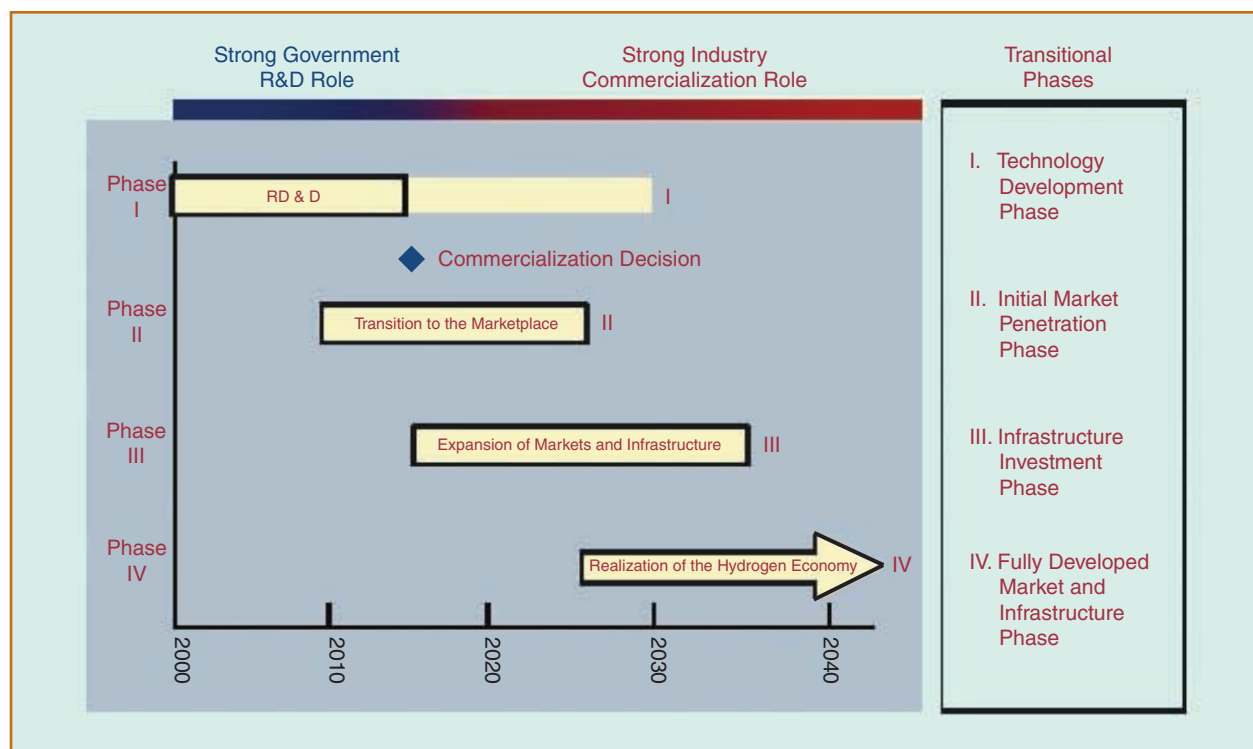 Strong Government
R&D Role
Strong Industry
Commercialization Role
Transitional
Phases
Phase
I
RD & D
I
Commercialization Decision
Phase
II
Transition to the Marketplace
II
Phase
III
Expansion of Markets and Infrastructure
III
Phase
IV
Realization of the Hydrogen Economy
IV
2000
2010
2020
2030
2040
I. Technology
Development
Phase
II. Initial Market
Penetration
Phase
III. Infrastructure
Investment
Phase
IV. Fully Developed
Market and
Infrastructure
Phase